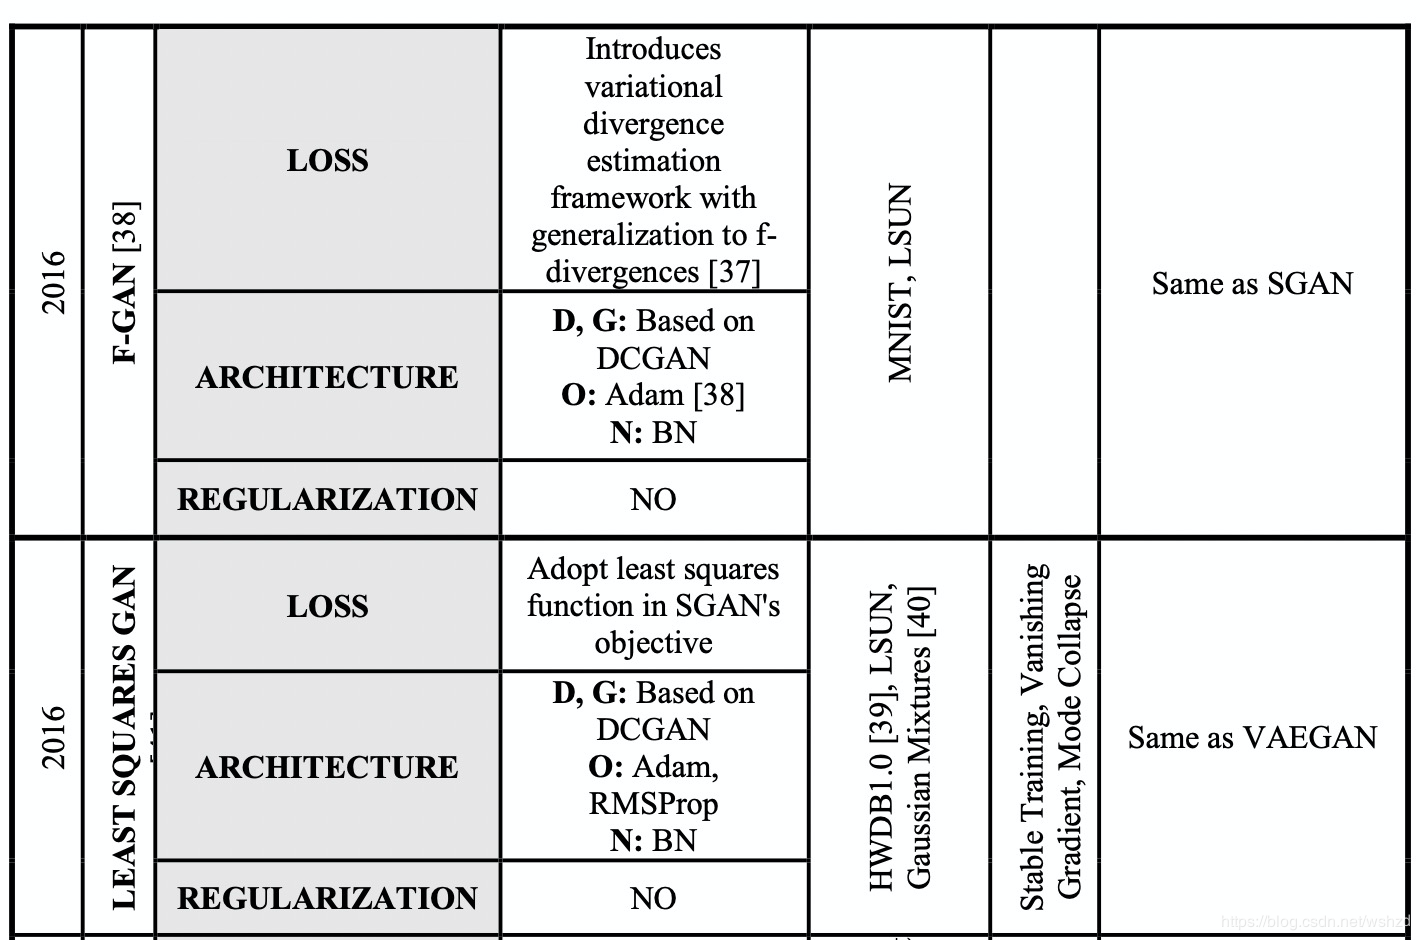 2016
F-GAN [38]
LOSS
Introduces
variational
divergence
estimation
framework with
generalization to f-
divergences [37]
ARCHITECTURE
D, G: Based on
DCGAN
O: Adam [38]
N: BN
REGULARIZATION
NO
MNIST, LSUN
Same as SGAN
2016
LEAST SQUARES GAN
LOSS
Adopt least squares
function in SGAN's
objective
ARCHITECTURE
D, G: Based on
DCGAN
O: Adam,
RMSProp
N: BN
REGULARIZATION
NO
HWDB1.0 [39], LSUN,
Gaussian Mixtures [40]
Stable Training, Vanishing
Gradient, Mode Collapse
Same as VAEGAN
https://blog.csdn.net/wshzd